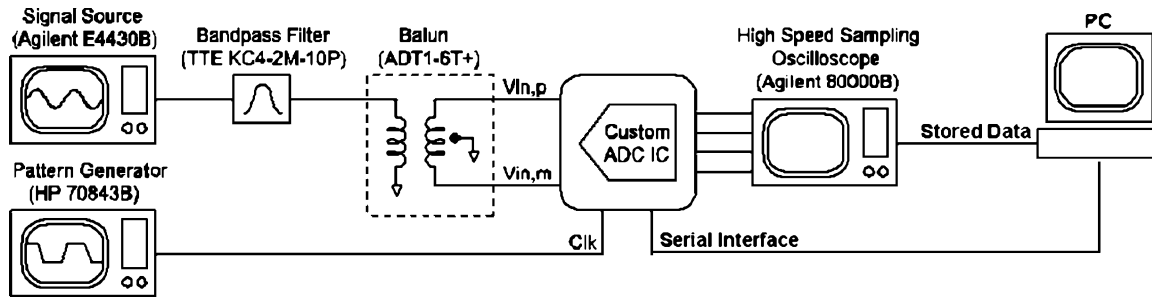 Signal Source
(Agilent E4430B)
Bandpass Filter
(TTE KC4-2M-10P)
Balun
(ADT1-6T+)
VIn,p
Vin,m
Custom
ADC IC
High Speed Sampling
Oscilloscope
(Agilent 80000B)
PC
Stored Data
Pattern Generator
(HP 70843B)
Clk
Serial Interface